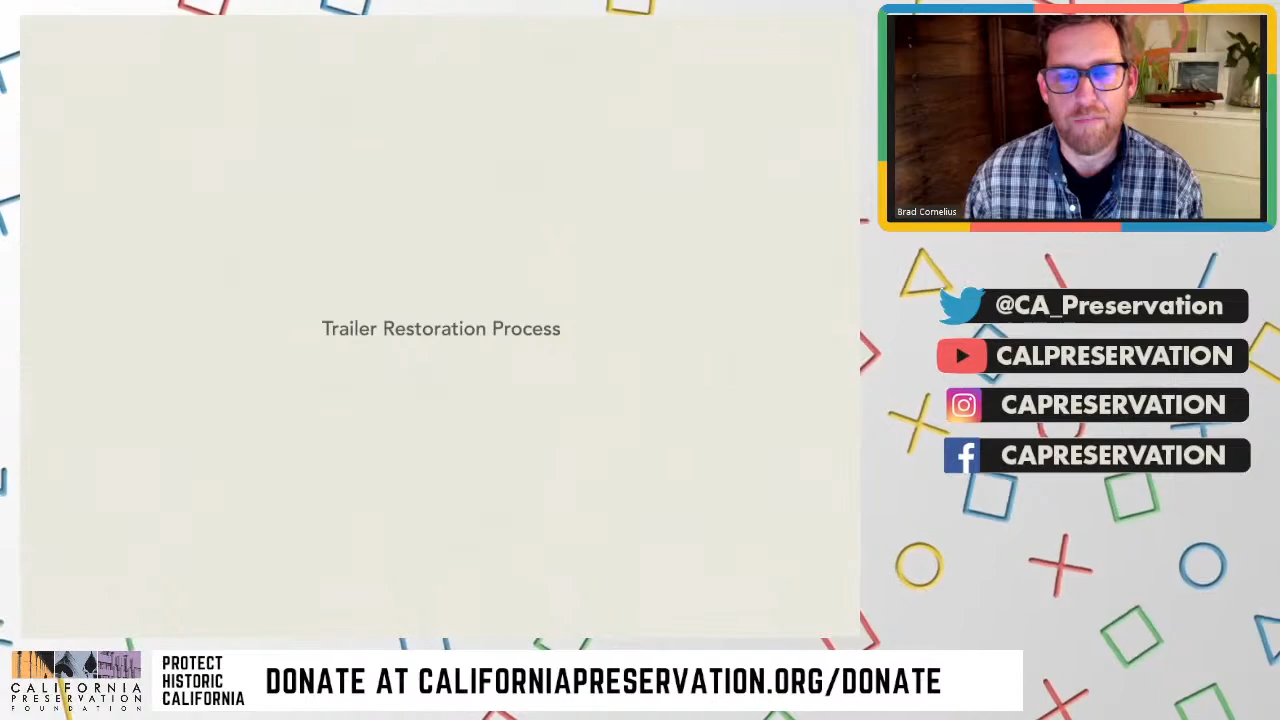 Trailer Restoration Process
Brad Cornelius
@CA_Preservation
CALPRESERVATION
CAPRESERVATION
CAPRESERVATION
CALIFORNIA
PRESERVATION
FOUNDATION
PROTECT
HISTORIC
CALIFORNIA
DONATE AT CALIFORNIAPRESERVATION.ORG/DONATE